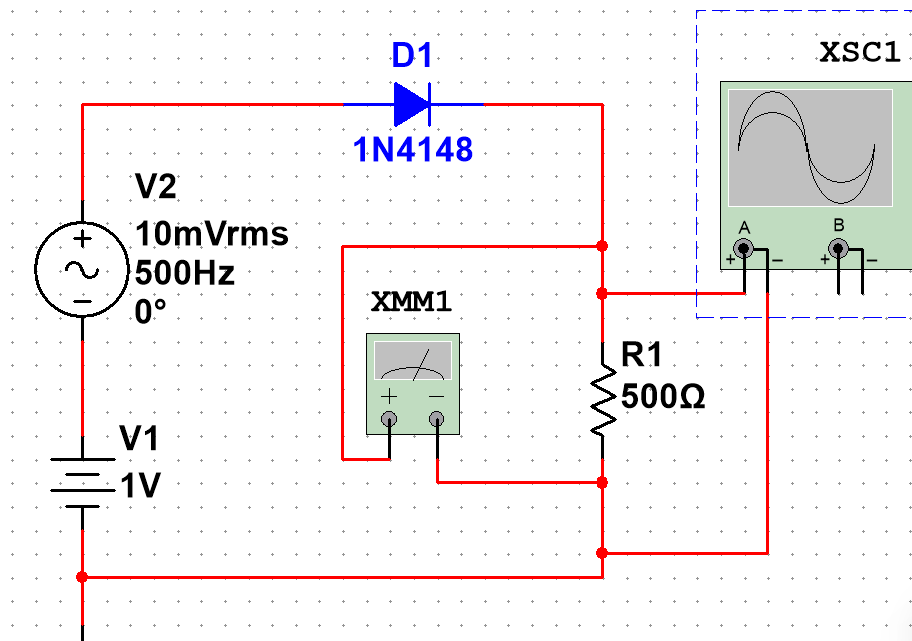 D1
1N4148
XSC1
A
B
+
−
+
−
V2
10mVrms
500Hz
0°
+
−
XMM1
+
−
R1
500Ω
V1
1V